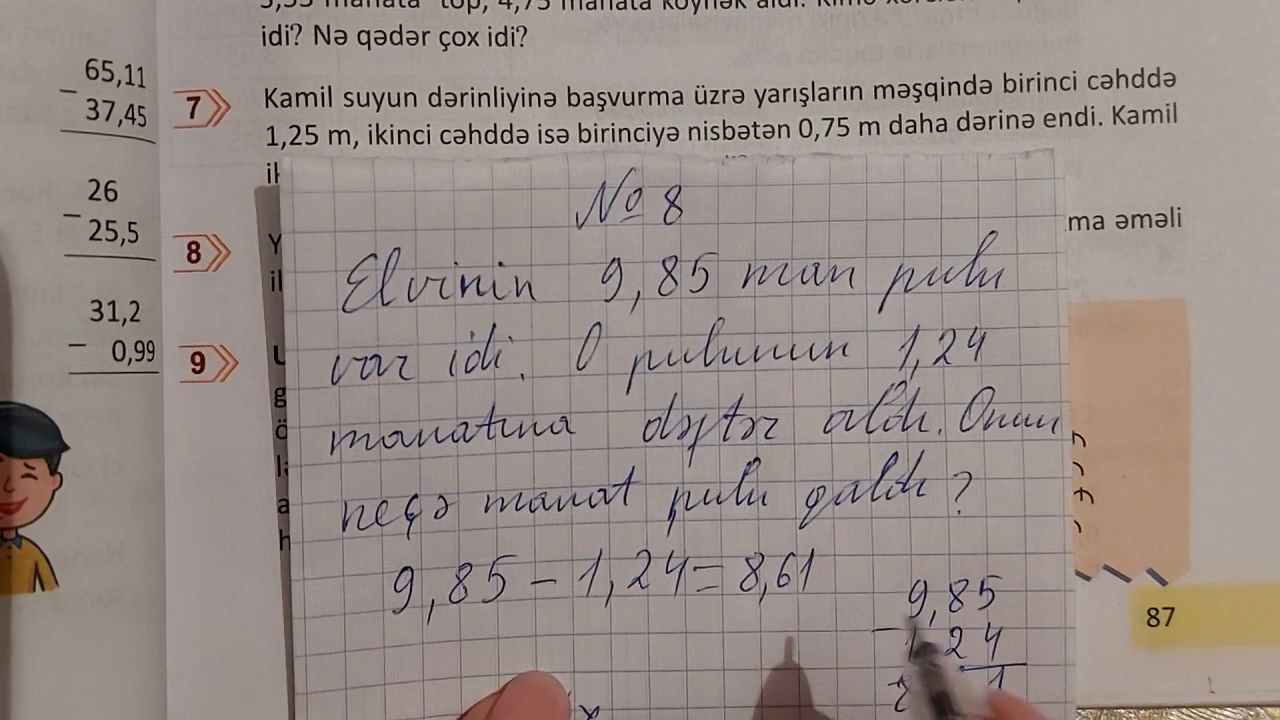 idi? Nə qədər çox idi?
65,11
− 37,45
7 Kamil suyun dərinliyinə başvurma üzrə yarışların məşqində birinci cəhddə
1,25 m, ikinci cəhddə isə birinciyə nisbətən 0,75 m daha dərinə endi. Kamil
26
− 25,5
8
ma əməli
31,2
− 0,99
9
№ 8
Elvinin 9,85 man pulu
var idi. O pulunun 1,24
manatına dəftər aldı. Onun
neçə manat pulu qaldı?
9,85 − 1,24 = 8,61
9,85
− 1,24
87